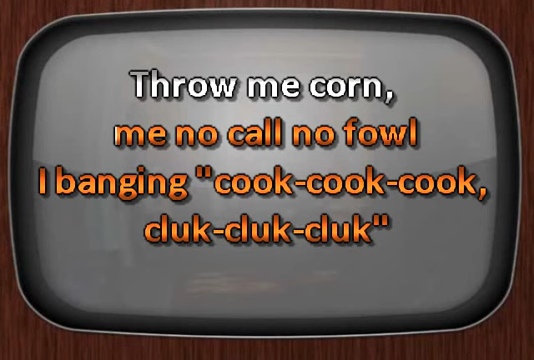 Throw me corn,
me no call no fowl
I banging "cook-cook-cook,
cluk-cluk-cluk"